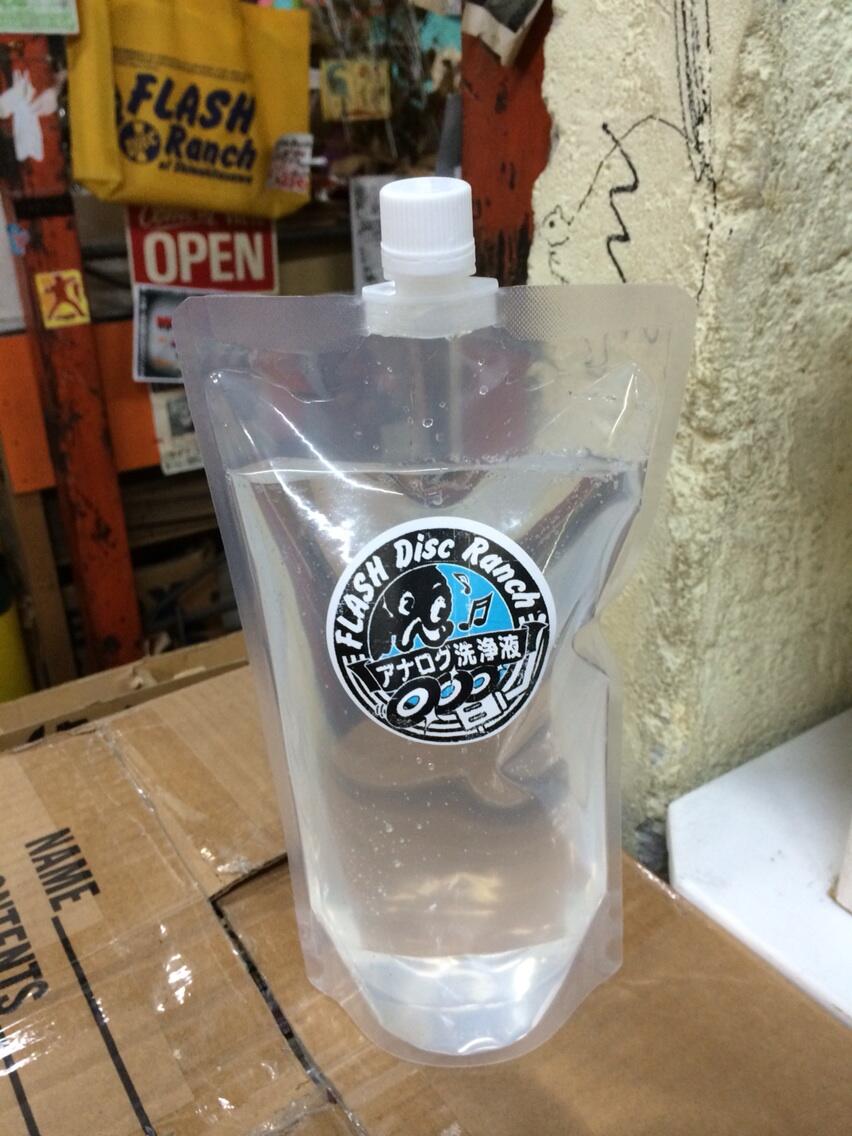 FLASH
Ranch
OPEN
FLASH Disc Ranch
アナログ洗浄液
NAME